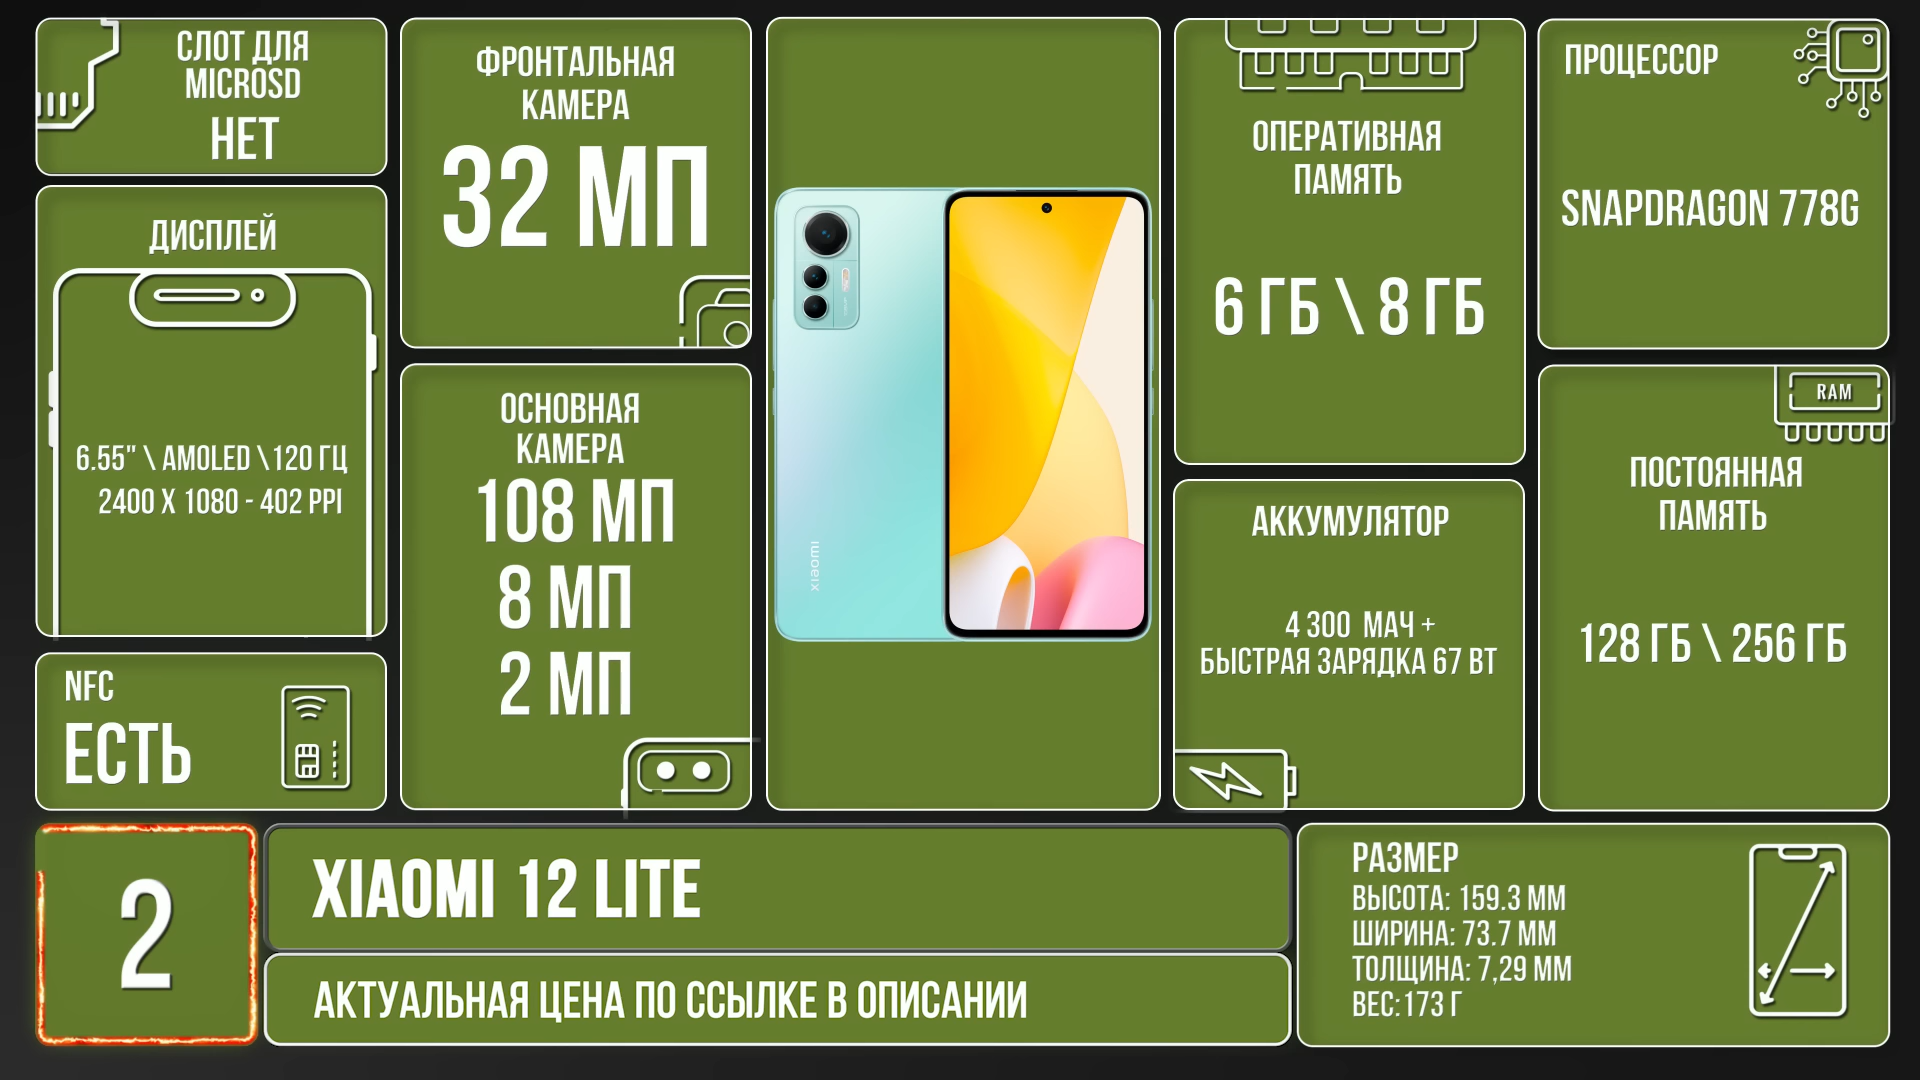 СЛОТ ДЛЯ
MICROSD
НЕТ
ДИСПЛЕЙ
6.55" \ AMOLED \120 ГЦ
2400 X 1080 - 402 PPI
NFC
ЕСТЬ
ФРОНТАЛЬНАЯ
КАМЕРА
32 МП
ОСНОВНАЯ
КАМЕРА
108 МП
8 МП
2 МП
xiaomi
ОПЕРАТИВНАЯ
ПАМЯТЬ
6 ГБ \ 8 ГБ
АККУМУЛЯТОР
4 300 МАЧ +
БЫСТРАЯ ЗАРЯДКА 67 ВТ
ПРОЦЕССОР
SNAPDRAGON 778G
RAM
ПОСТОЯННАЯ
ПАМЯТЬ
128 ГБ \ 256 ГБ
2
XIAOMI 12 LITE
АКТУАЛЬНАЯ ЦЕНА ПО ССЫЛКЕ В ОПИСАНИИ
РАЗМЕР
ВЫСОТА: 159.3 ММ
ШИРИНА: 73.7 ММ
ТОЛЩИНА: 7,29 ММ
ВЕС:173 Г